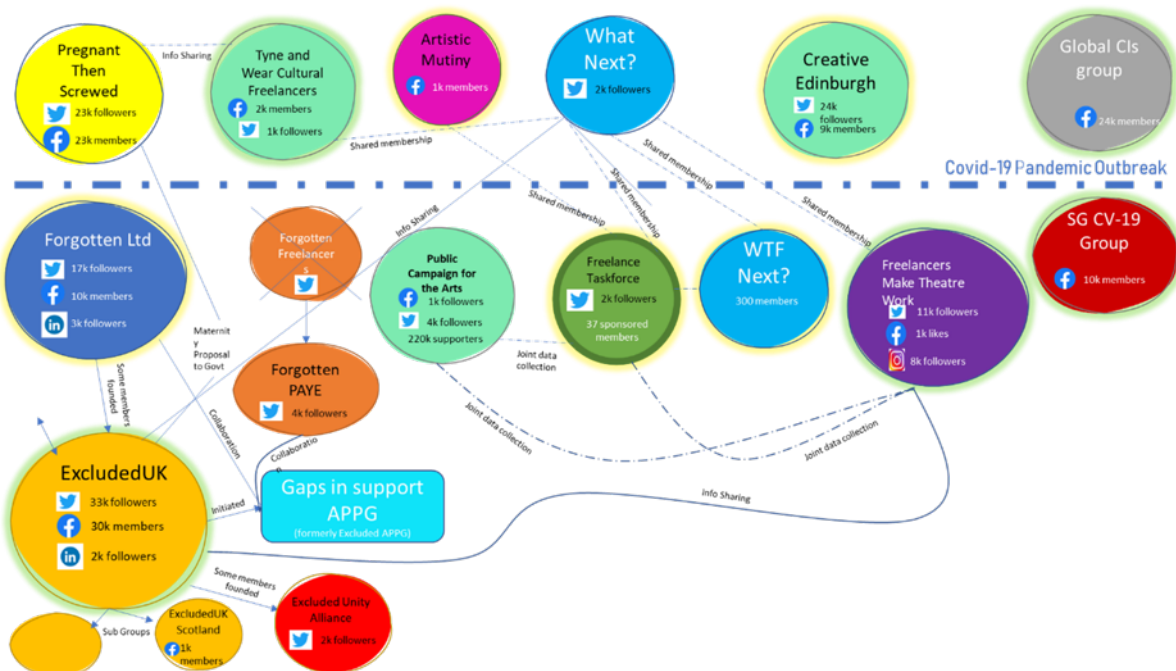 Pregnant
Then
Screwed
23k followers
23k members
Info Sharing
Tyne and
Wear Cultural
Freelancers
2k members
1k followers
Artistic
Mutiny
1k members
What
Next?
2k followers
Creative
Edinburgh
24k
followers
9k members
Global CIs
group
24k members
Shared membership
Shared membership
Shared membership
Shared membership
Shared membership
Covid-19 Pandemic Outbreak
Forgotten Ltd
17k followers
10k members
3k followers
Forgotten
Freelancer
s
Info Sharing
Public
Campaign for
the Arts
1k followers
4k followers
220k supporters
Freelance
Taskforce
2k followers
37 sponsored
members
WTF
Next?
300 members
Freelancers
Make Theatre
Work
11k followers
1k likes
8k followers
SG CV-19
Group
10k members
Maternit
y
Proposal
to Govt
Joint data
collection
Some members
founded
Collaboration
Forgotten
PAYE
4k followers
Collaboratio
n
Joint data collection
Joint data collection
ExcludedUK
33k followers
30k members
2k followers
Initiated
Gaps in support
APPG
(formerly Excluded APPG)
Info Sharing
Some members
founded
Sub Groups
ExcludedUK
Scotland
1k
members
Excluded Unity
Alliance
2k followers